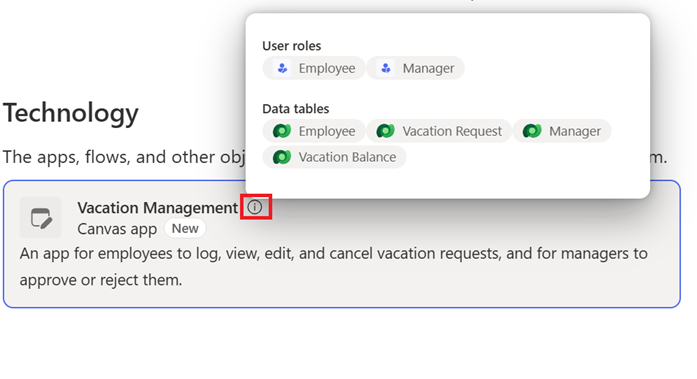 User roles
Employee Manager
Data tables
Employee Vacation Request Manager
Vacation Balance
Technology
The apps, flows, and other obj m.
Vacation Management
Canvas app New
An app for employees to log, view, edit, and cancel vacation requests, and for managers to
approve or reject them.